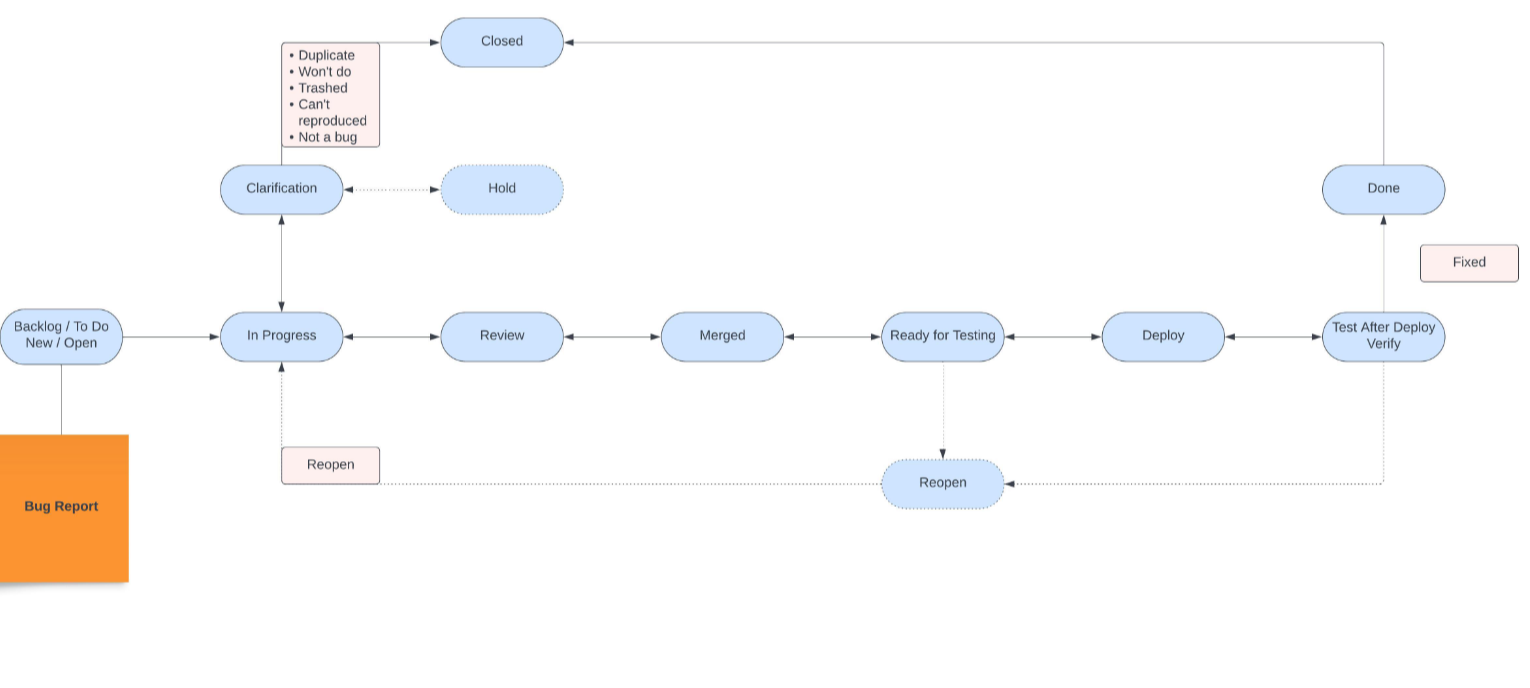 Closed
• Duplicate
• Won't do
• Trashed
• Can't
reproduced
• Not a bug
Clarification
Hold
Done
Fixed
Backlog / To Do
New / Open
In Progress
Review
Merged
Ready for Testing
Deploy
Test After Deploy
Verify
Reopen
Reopen
Bug Report